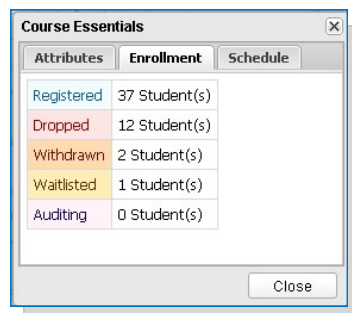 Course Essentials
Attributes Enrollment Schedule
Registered 37 Student(s)
Dropped 12 Student(s)
Withdrawn 2 Student(s)
Waitlisted 1 Student(s)
Auditing 0 Student(s)
Close